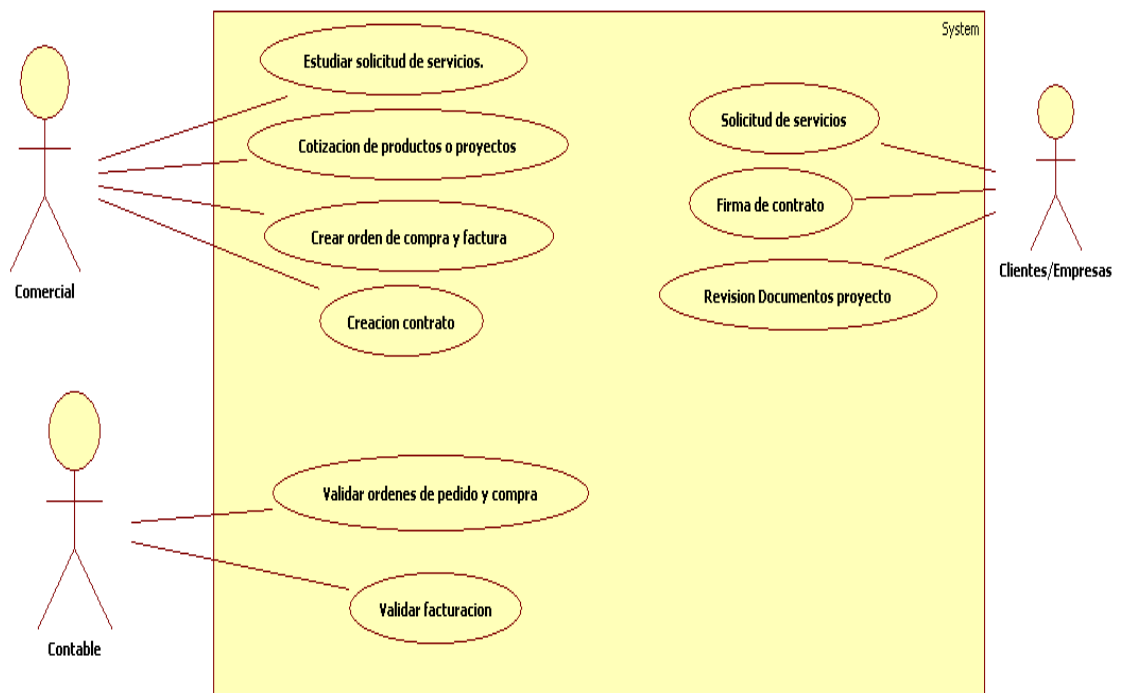 System
Estudiar solicitud de servicios.
Cotizacion de productos o proyectos
Crear orden de compra y factura
Creacion contrato
Comercial
Solicitud de servicios
Firma de contrato
Revision Documentos proyecto
Clientes/Empresas
Validar ordenes de pedido y compra
Validar facturacion
Contable